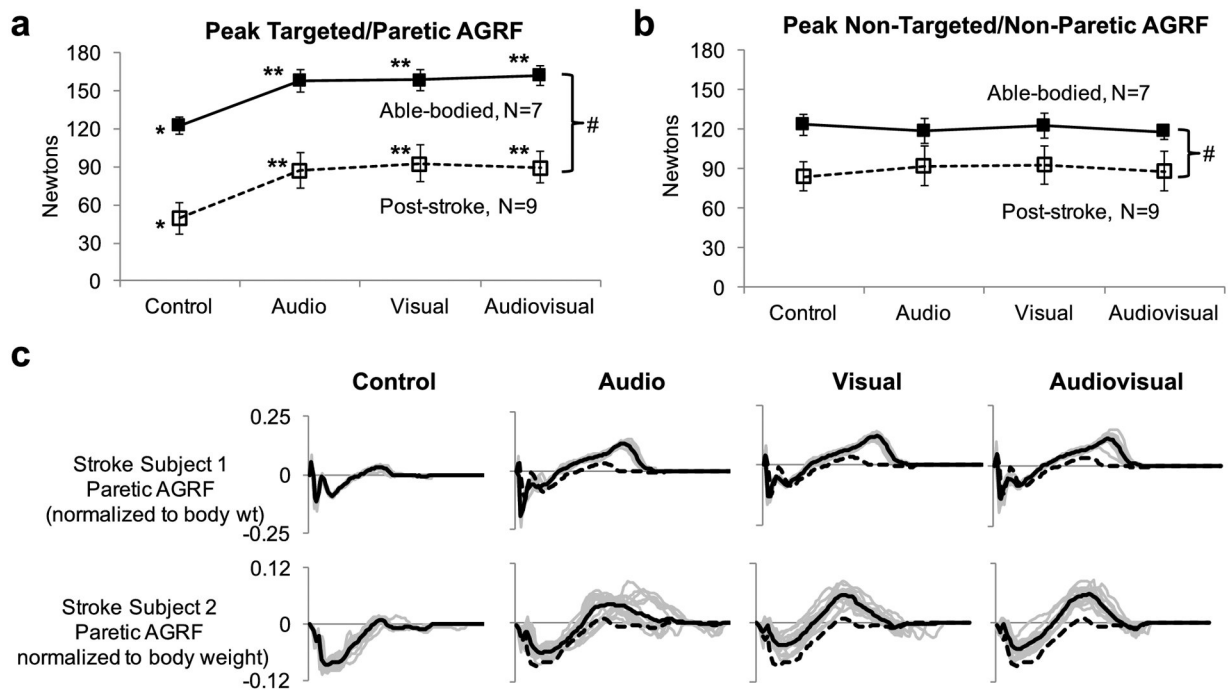 a
Peak Targeted/Paretic AGRF
180
150
120
90
60
30
0
Newtons
**
**
**
*
Able-bodied, N=7
#
**
**
**
*
Post-stroke, N=9
Control
Audio
Visual
Audiovisual
b
Peak Non-Targeted/Non-Paretic AGRF
180
150
120
90
60
30
0
Newtons
Able-bodied, N=7
#
Post-stroke, N=9
Control
Audio
Visual
Audiovisual
c
Control
Audio
Visual
Audiovisual
0.25
0
-0.25
Stroke Subject 1
Paretic AGRF
(normalized to body wt)
0.12
0
-0.12
Stroke Subject 2
Paretic AGRF
normalized to body weight)